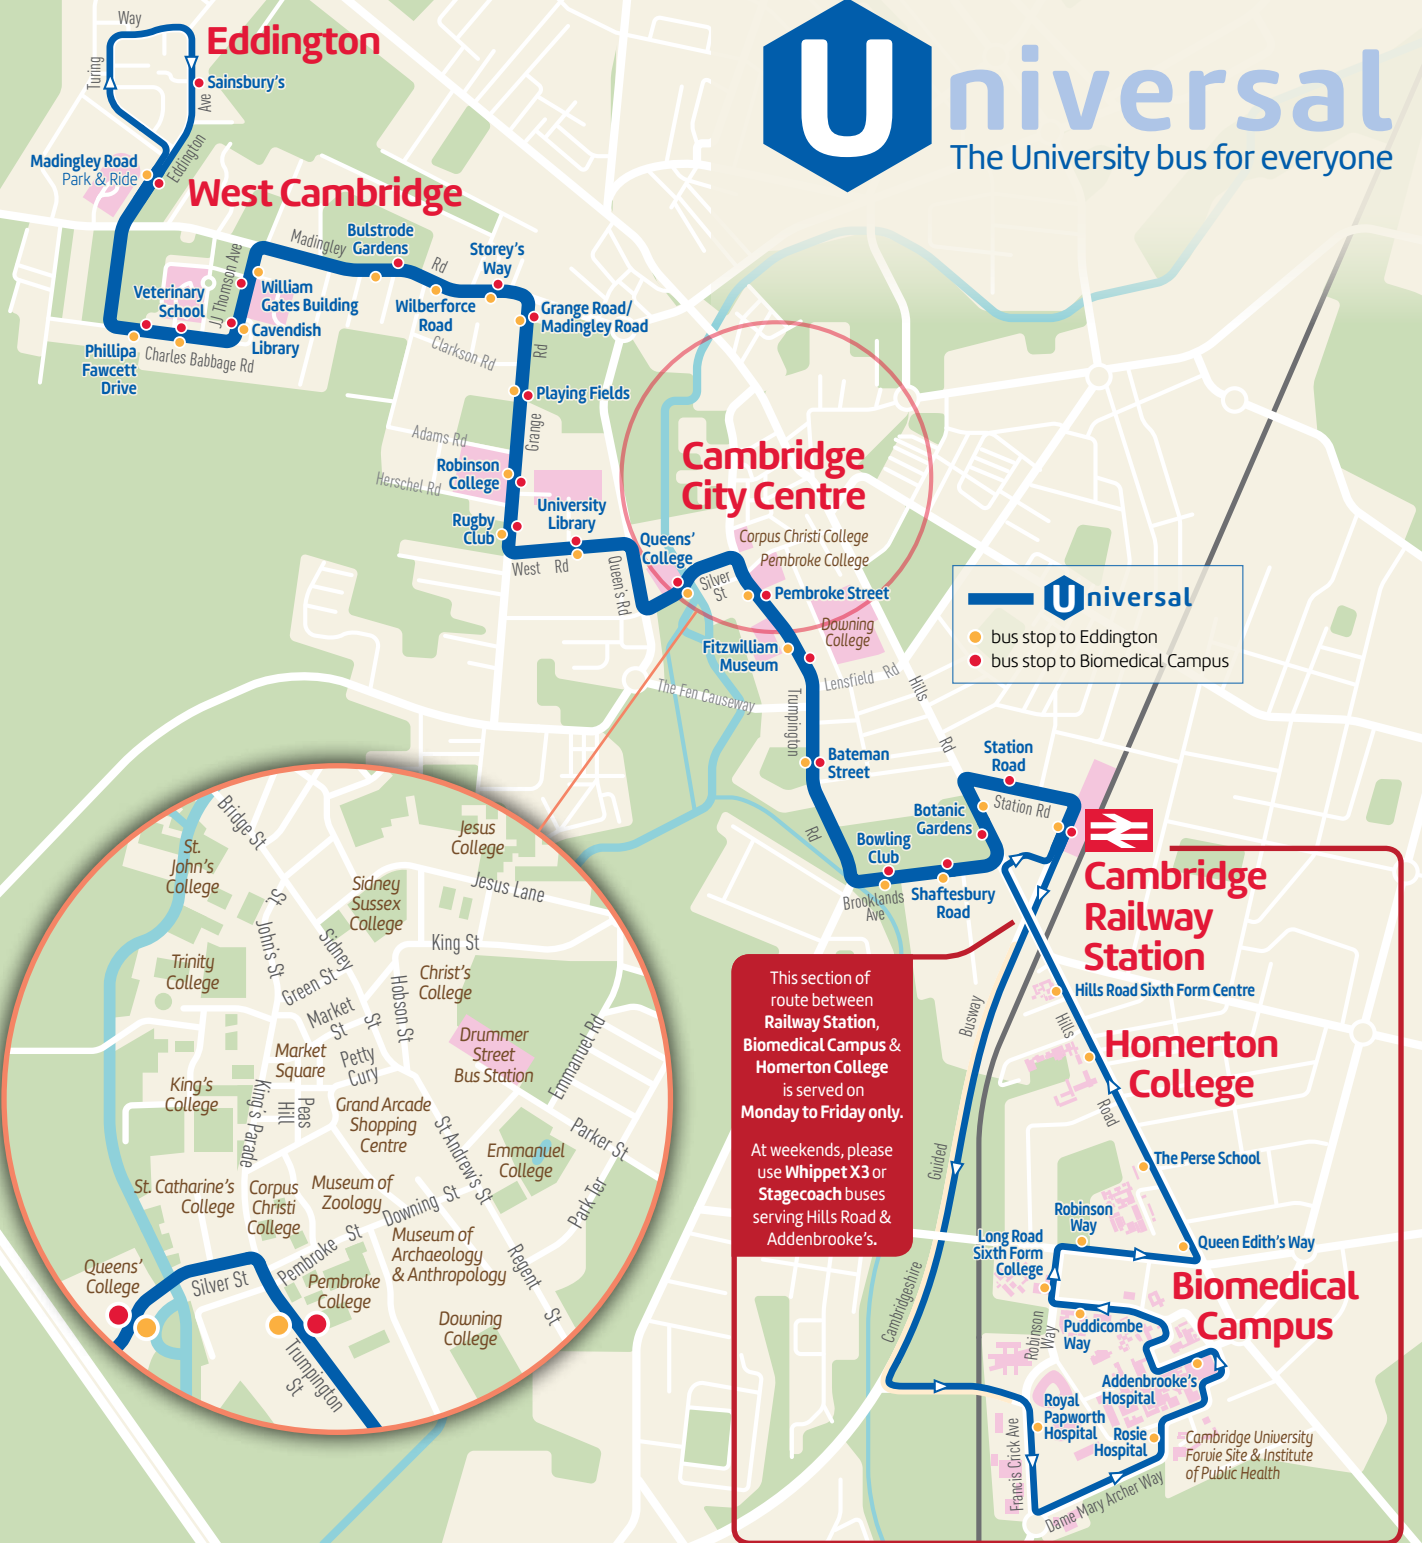 Universal
The University bus for everyone
Way
Turing
Eddington
Sainsbury's
Ave
Eddington
Madingley Road
Park & Ride
West Cambridge
Madingley
Rd
Bulstrode
Gardens
Storey's
Way
JJ Thomson Ave
William
Gates Building
Veterinary
School
Wilberforce
Road
Grange Road/
Madingley Road
Cavendish
Library
Phillipa
Fawcett
Drive
Charles Babbage Rd
Clarkson Rd
Rd
Playing Fields
Grange
Adams Rd
Robinson
College
Herschel Rd
University
Library
Rugby
Club
West Rd
Queen's Rd
Cambridge
City Centre
Queens'
College
Corpus Christi College
Pembroke College
Silver
St
Pembroke Street
Downing
College
Fitzwilliam
Museum
The Fen Causeway
Lensfield Rd
Hills
Rd
Trumpington
Rd
Universal
bus stop to Eddington
bus stop to Biomedical Campus
Bateman
Street
Station
Road
Station Rd
Botanic
Gardens
Bowling
Club
Brooklands
Ave
Shaftesbury
Road
Cambridge
Railway
Station
This section of
route between
Railway Station,
Biomedical Campus &
Homerton College
is served on
Monday to Friday only.
At weekends, please
use Whippet X3 or
Stagecoach buses
serving Hills Road &
Addenbrooke's.
Busway
Guided
Cambridgeshire
Hills Road Sixth Form Centre
Hills
Road
Homerton
College
The Perse School
Robinson
Way
Long Road
Sixth Form
College
Queen Edith's Way
Biomedical
Campus
Puddicombe
Way
Robinson
Way
Addenbrooke's
Hospital
Royal
Papworth
Hospital
Rosie
Hospital
Cambridge University
Forvie Site & Institute
of Public Health
Francis Crick Ave
Dame Mary Archer Way
Bridge St
St.
John's
College
Jesus
College
Jesus Lane
Sidney
Sussex
College
St.
John's St
Sidney
King St
Trinity
College
Green St
Christ's
College
Hobson St
Market
St
St
Drummer
Street
Bus Station
Emmanuel Rd
Market
Square
Petty
Cury
King's
College
King's Parade
Peas
Hill
Grand Arcade
Shopping
Centre
St Andrew's St
Parker St
Emmanuel
College
St. Catharine's
College
Corpus
Christi
College
Museum of
Zoology
Downing St
Park Ter
Pembroke St
Museum of
Archaeology
& Anthropology
Regent
St
Queens'
College
Silver St
Pembroke
College
Downing
College
Trumpington
St